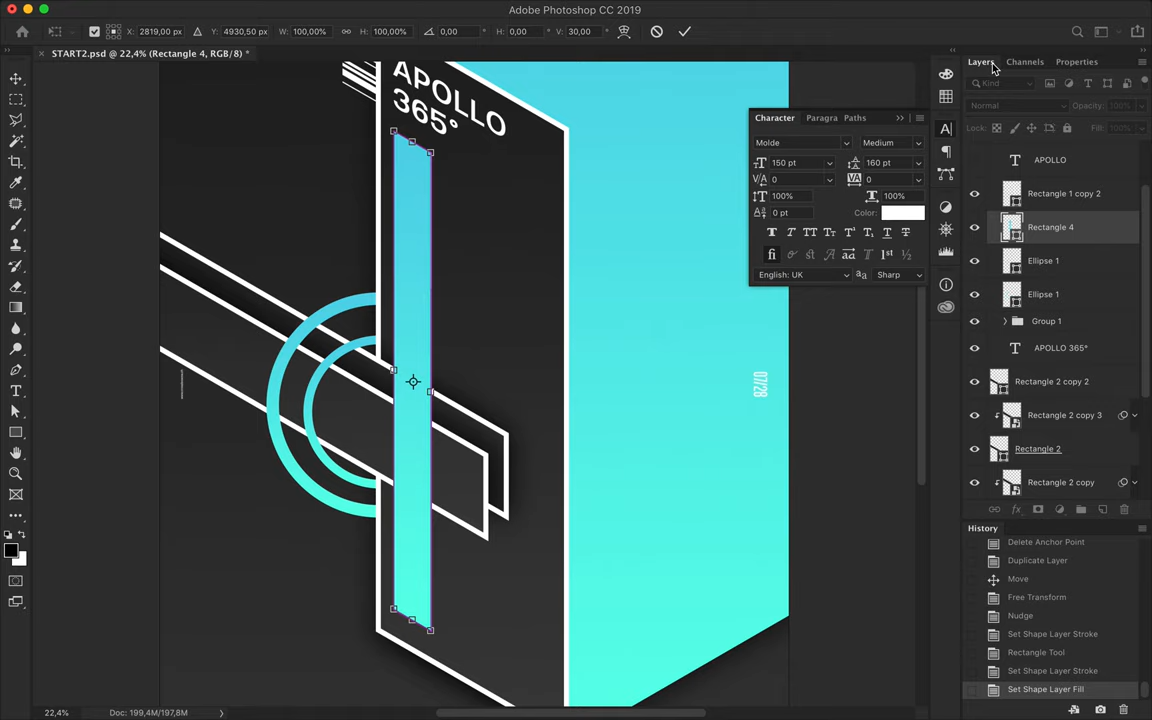 Adobe Photoshop CC 2019
X: 2819,00 px Y: 4930,50 px W: 100,00% H: 100,00% 0,00 ° H: 0,00 ° V: 30,00
START2.psd @ 22,4% (Rectangle 4, RGB/8) *
APOLLO
365°
07/28
Character Paragra Paths
Molde Medium
150 pt 160 pt
V/A 0 VA 0
100% 100%
0 pt Color:
English: UK Sharp
Layers Channels Properties
Kind
Normal Opacity: 100%
Lock: Fill: 100%
APOLLO
Rectangle 1 copy 2
Rectangle 4
Ellipse 1
Ellipse 1
Group 1
APOLLO 365°
Rectangle 2 copy 2
Rectangle 2 copy 3
Rectangle 2
Rectangle 2 copy
History
Delete Anchor Point
Duplicate Layer
Move
Free Transform
Nudge
Set Shape Layer Stroke
Rectangle Tool
Set Shape Layer Stroke
Set Shape Layer Fill
22,4% Doc: 199,4M/197,8M